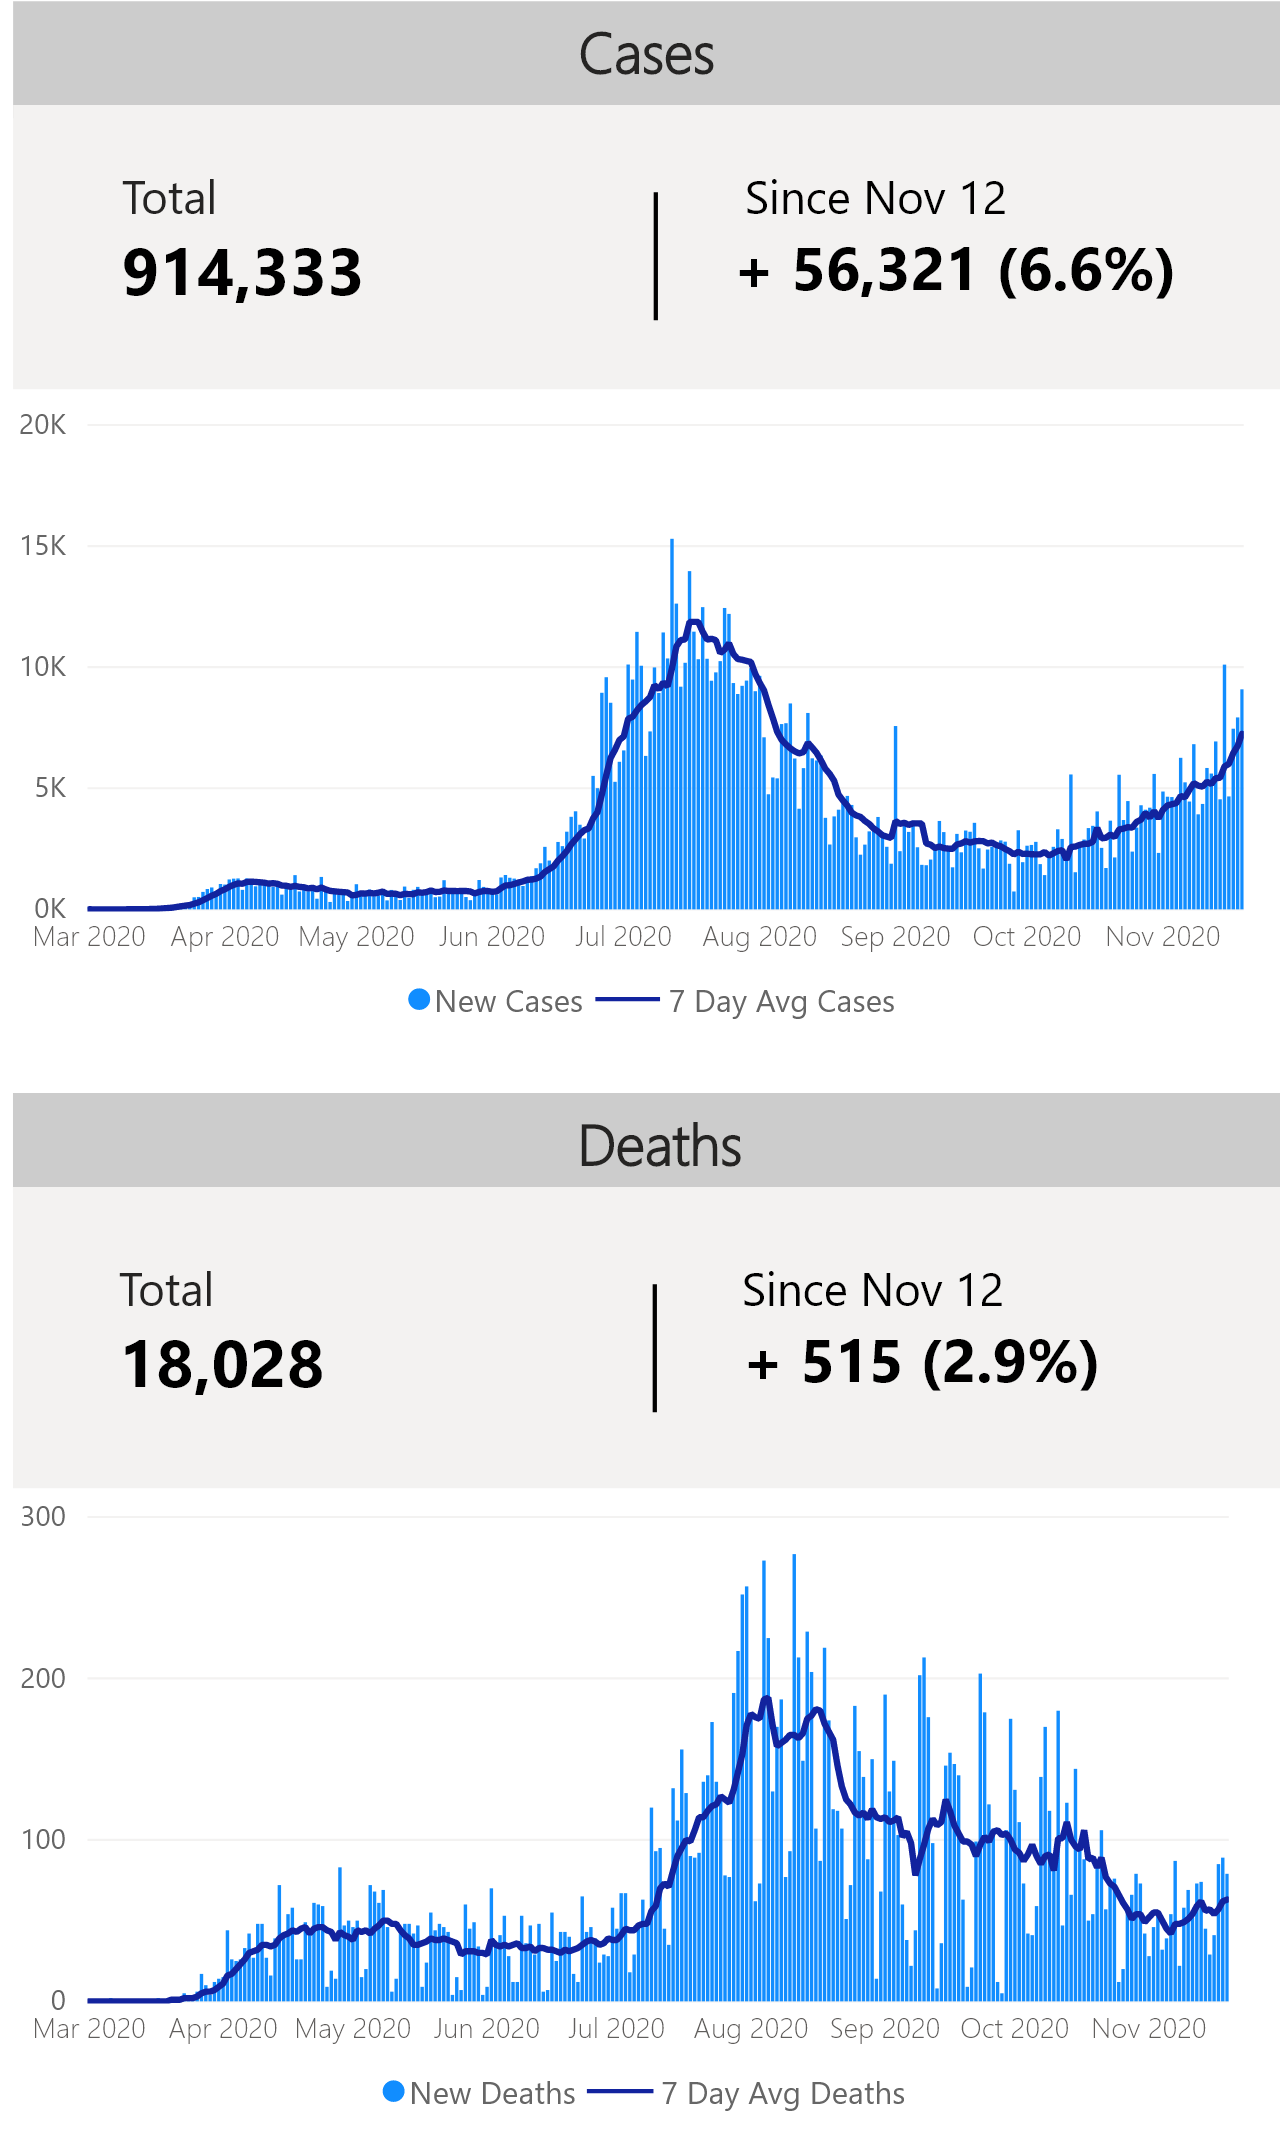 Cases
Total
Since Nov 12
914,333
+ 56,321 (6.6%)
20K
15K
10K
5K
0K
Mar 2020 Apr 2020 May 2020 Jun 2020 Jul 2020 Aug 2020 Sep 2020 Oct 2020 Nov 2020
New Cases 7 Day Avg Cases
Deaths
Total
Since Nov 12
18,028
+ 515 (2.9%)
300
200
100
0
Mar 2020 Apr 2020 May 2020 Jun 2020 Jul 2020 Aug 2020 Sep 2020 Oct 2020 Nov 2020
New Deaths 7 Day Avg Deaths